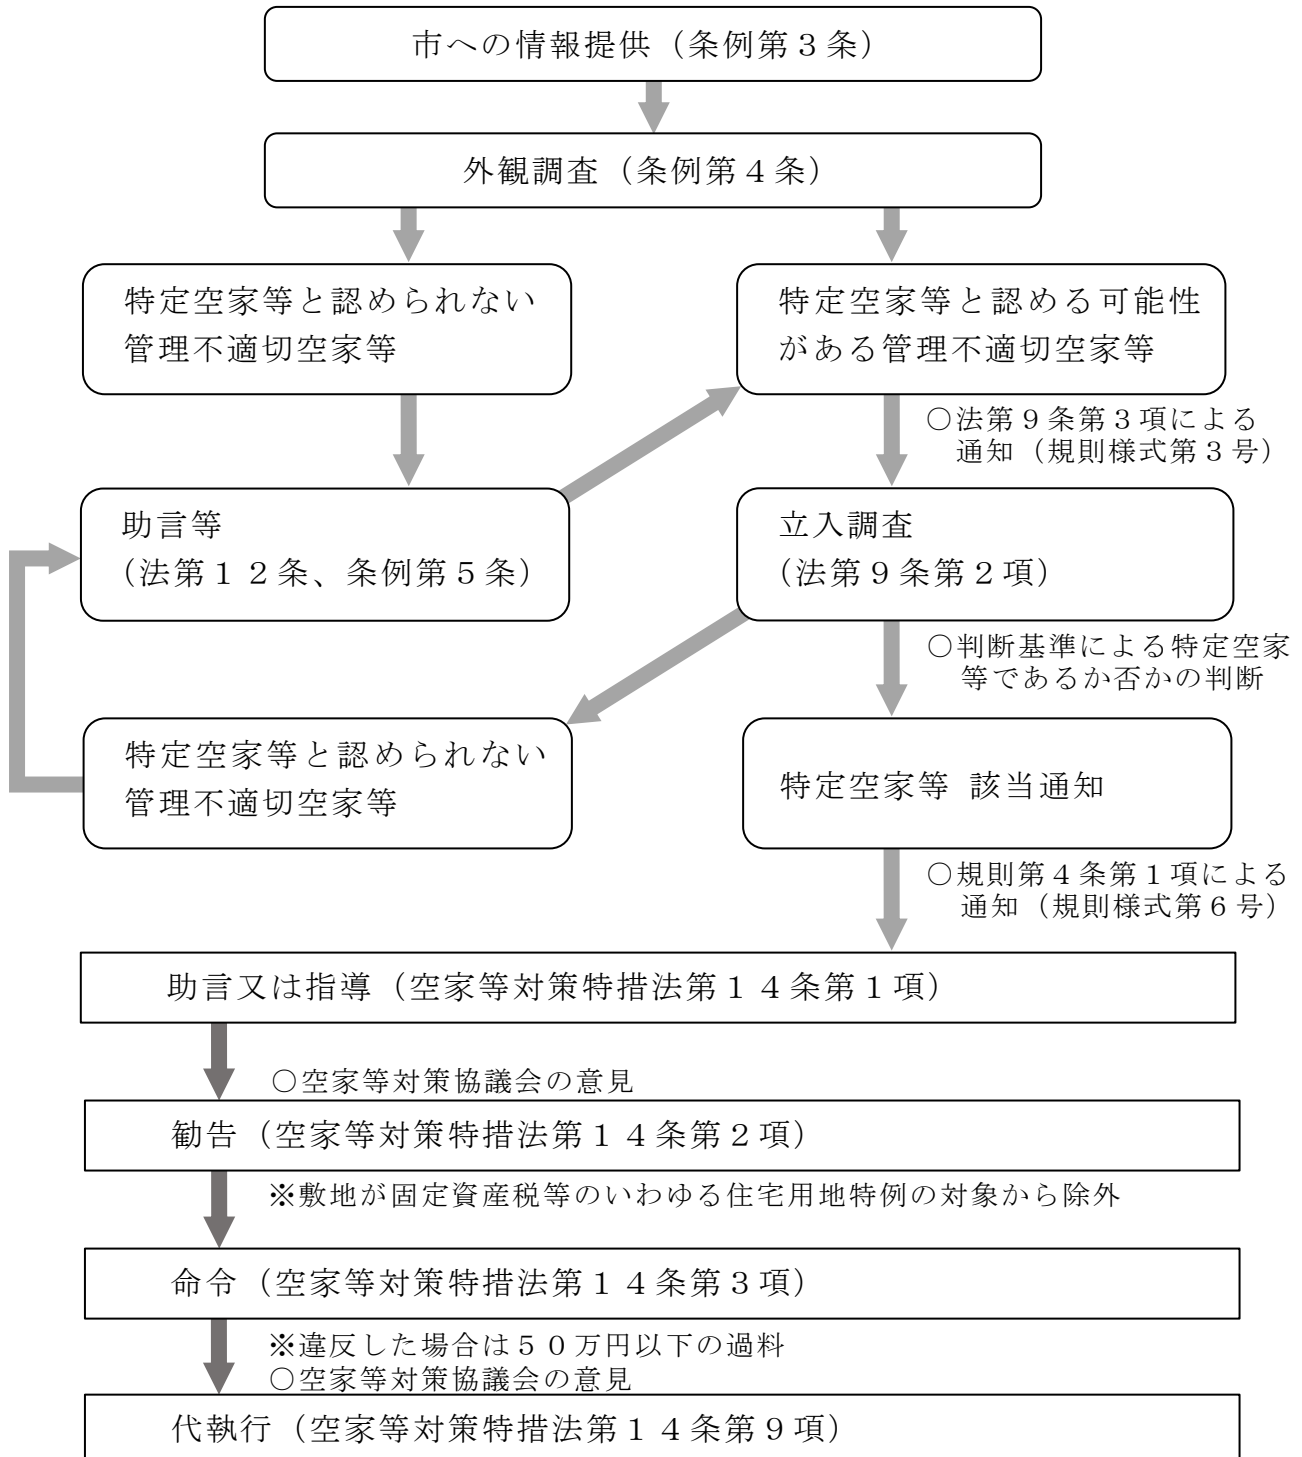 市への情報提供（条例第３条）
外観調査（条例第４条）
特定空家等と認められない
管理不適切空家等
特定空家等と認める可能性
がある管理不適切空家等
○法第９条第３項による
通知（規則様式第３号）
助言等
（法第１２条、条例第５条）
立入調査
（法第９条第２項）
○判断基準による特定空家
等であるか否かの判断
特定空家等と認められない
管理不適切空家等
特定空家等 該当通知
○規則第４条第１項による
通知（規則様式第６号）
助言又は指導（空家等対策特措法第１４条第１項）
○空家等対策協議会の意見
勧告（空家等対策特措法第１４条第２項）
※敷地が固定資産税等のいわゆる住宅用地特例の対象から除外
命令（空家等対策特措法第１４条第３項）
※違反した場合は５０万円以下の過料
○空家等対策協議会の意見
代執行（空家等対策特措法第１４条第９項）